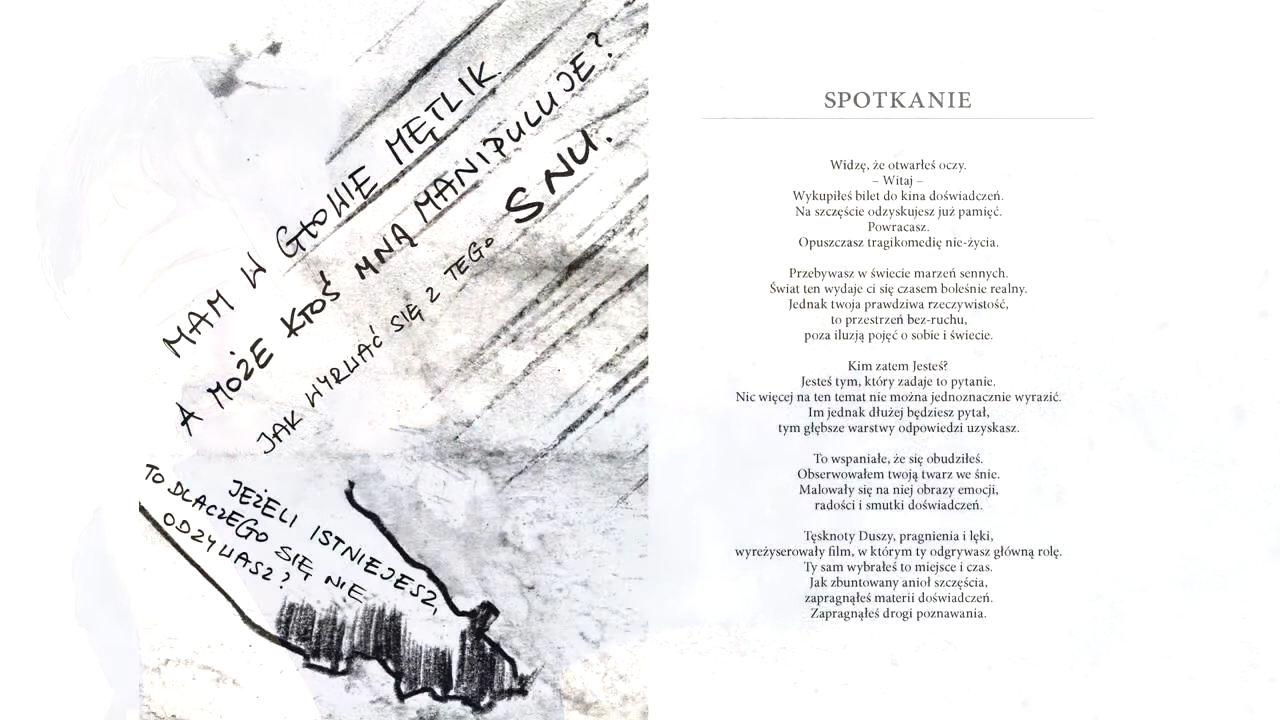 MAM W GŁOWIE MĘTLIK.
A MOŻE KTOŚ MNĄ MANIPULUJE?
JAK WYRWAĆ SIĘ Z TEGO SNU.
JEŻELI ISTNIEJESZ,
TO DLACZEGO SIĘ NIE
ODZYWASZ?
SPOTKANIE
Widzę, że otwarłeś oczy.
– Witaj –
Wykupiłeś bilet do kina doświadczeń.
Na szczęście odzyskujesz już pamięć.
Powracasz.
Opuszczasz tragikomedię nie-życia.
Przebywasz w świecie marzeń sennych.
Świat ten wydaje ci się czasem boleśnie realny.
Jednak twoja prawdziwa rzeczywistość,
to przestrzeń bez-ruchu,
poza iluzją pojęć o sobie i świecie.
Kim zatem Jesteś?
Jesteś tym, który zadaje to pytanie.
Nic więcej na ten temat nie można jednoznacznie wyrazić.
Im jednak dłużej będziesz pytał,
tym głębsze warstwy odpowiedzi uzyskasz.
To wspaniałe, że się obudziłeś.
Obserwowałem twoją twarz we śnie.
Malowały się na niej obrazy emocji,
radości i smutki doświadczeń.
Tęsknoty Duszy, pragnienia i lęki,
wyreżyserowały film, w którym ty odgrywasz główną rolę.
Ty sam wybrałeś to miejsce i czas.
Jak zbuntowany anioł szczęścia,
zapragnąłeś materii doświadczeń.
Zapragnąłeś drogi poznawania.